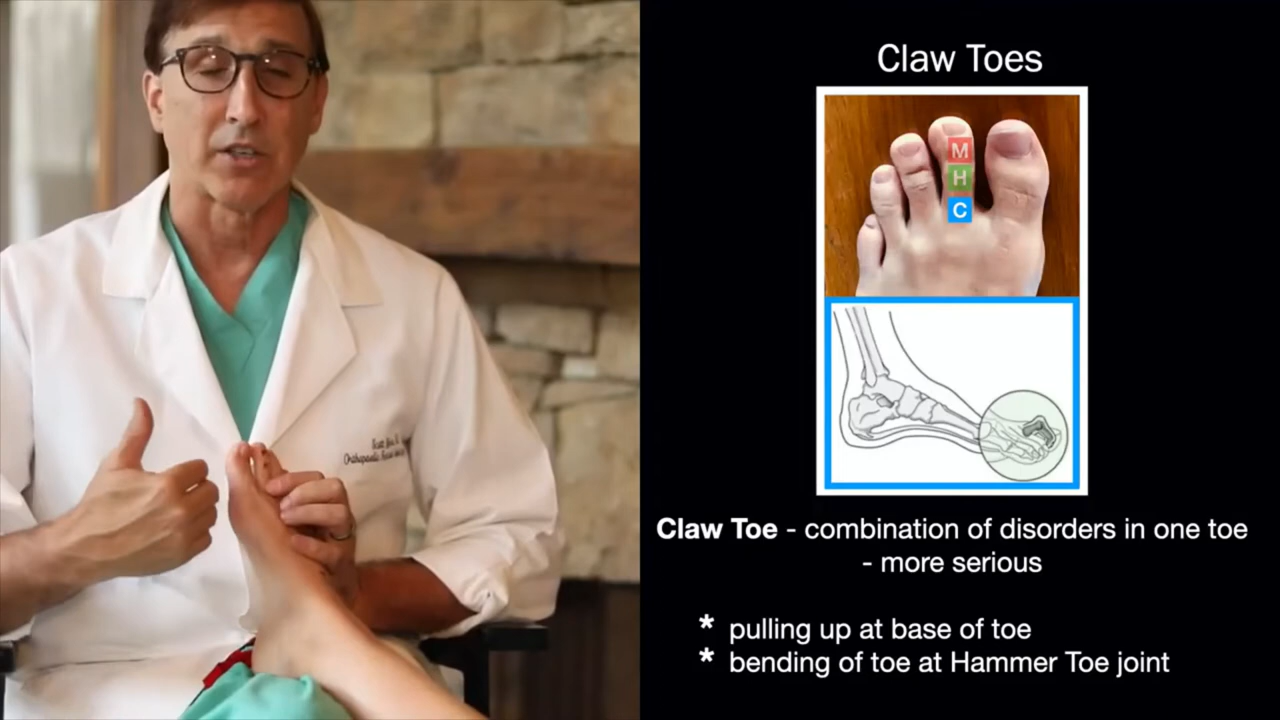 Claw Toes
M
H
C
Claw Toe - combination of disorders in one toe
- more serious
* pulling up at base of toe
* bending of toe at Hammer Toe joint
Orthopaedic